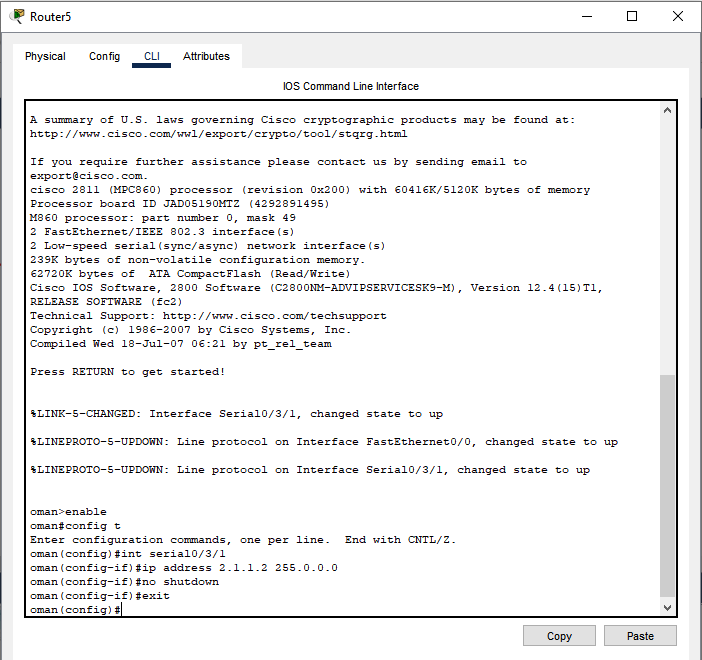 Router5
Physical Config CLI Attributes
IOS Command Line Interface
A summary of U.S. laws governing Cisco cryptographic products may be found at:
http://www.cisco.com/wwl/export/crypto/tool/stqrg.html
If you require further assistance please contact us by sending email to
export@cisco.com.
cisco 2811 (MPC860) processor (revision 0x200) with 60416K/5120K bytes of memory
Processor board ID JAD05190MTZ (4292891495)
M860 processor: part number 0, mask 49
2 FastEthernet/IEEE 802.3 interface(s)
2 Low-speed serial(sync/async) network interface(s)
239K bytes of non-volatile configuration memory.
62720K bytes of  ATA CompactFlash (Read/Write)
Cisco IOS Software, 2800 Software (C2800NM-ADVIPSERVICESK9-M), Version 12.4(15)T1,
RELEASE SOFTWARE (fc2)
Technical Support: http://www.cisco.com/techsupport
Copyright (c) 1986-2007 by Cisco Systems, Inc.
Compiled Wed 18-Jul-07 06:21 by pt_rel_team
Press RETURN to get started!
%LINK-5-CHANGED: Interface Serial0/3/1, changed state to up
%LINEPROTO-5-UPDOWN: Line protocol on Interface FastEthernet0/0, changed state to up
%LINEPROTO-5-UPDOWN: Line protocol on Interface Serial0/3/1, changed state to up
oman>enable
oman#config t
Enter configuration commands, one per line.  End with CNTL/Z.
oman(config)#int serial0/3/1
oman(config-if)#ip address 2.1.1.2 255.0.0.0
oman(config-if)#no shutdown
oman(config-if)#exit
oman(config)#
Copy Paste